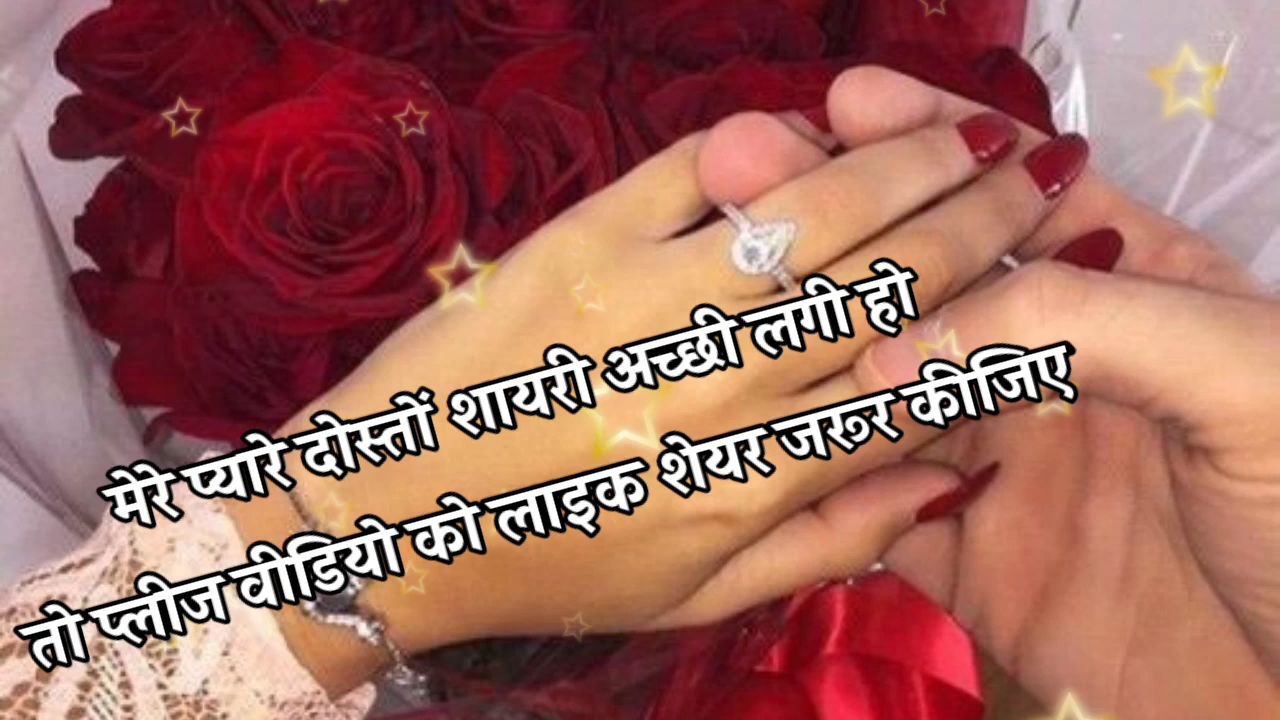 मेरे प्यारे दोस्तों शायरी अच्छी लगी हो
तो प्लीज वीडियो को लाइक शेयर जरूर कीजिए